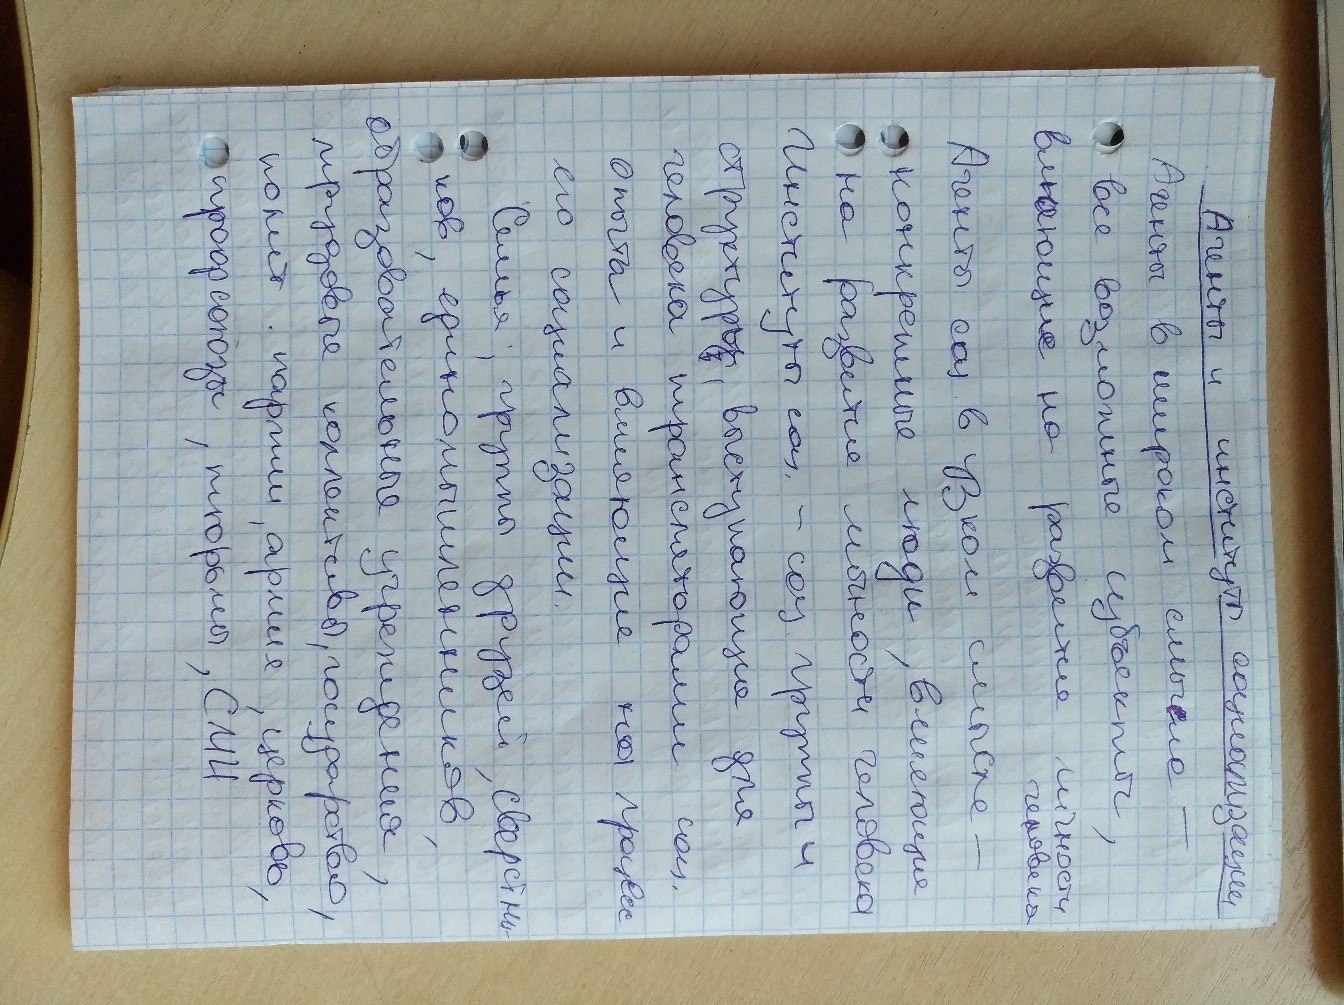 Агенты и институты социализации
Агенты в широком смысле —
все возможные субъекты,
влияющие на развитие личности
человека
Агенты соц. в узком смысле —
конкретные люди, влияющие
на развитие личности человека
Институты соц. – соц. группы и
структуры, выступающие для
человека трансляторами соц.
опыта и влияющие на процесс
его социализации.
Семья, группы друзей, сверстни-
ков, единомышленников,
образовательные учреждения,
трудовые коллективы, государство,
полит. партии, армия, церковь,
профсоюзы, тюрьмы, СМИ